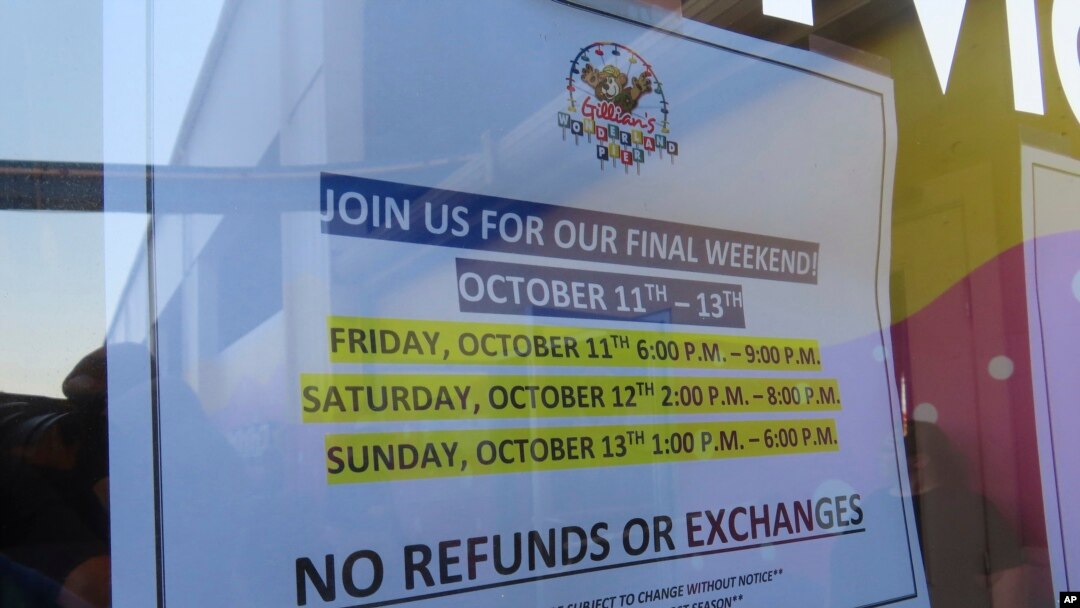 VIC
Gillian's
WONDERLAND
PIER
JOIN US FOR OUR FINAL WEEKEND!
OCTOBER 11TH – 13TH
FRIDAY, OCTOBER 11TH 6:00 P.M. – 9:00 P.M.
SATURDAY, OCTOBER 12TH 2:00 P.M. – 8:00 P.M.
SUNDAY, OCTOBER 13TH 1:00 P.M. – 6:00 P.M.
NO REFUNDS OR EXCHANGES
SUBJECT TO CHANGE WITHOUT NOTICE**
SEASON**
AP